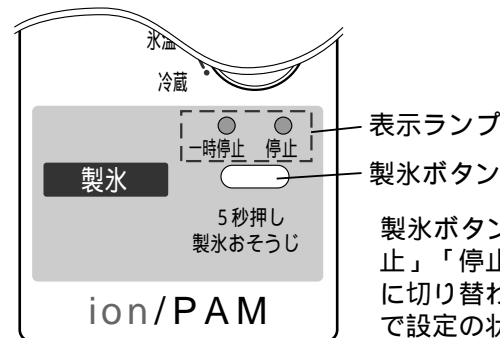 氷温
冷蔵
一時停止 停止
製氷
5秒押し
製氷おそうじ
ion/PAM
表示ランプ
製氷ボタン
製氷ボタン
止」「停止
に切り替わ
で設定の状